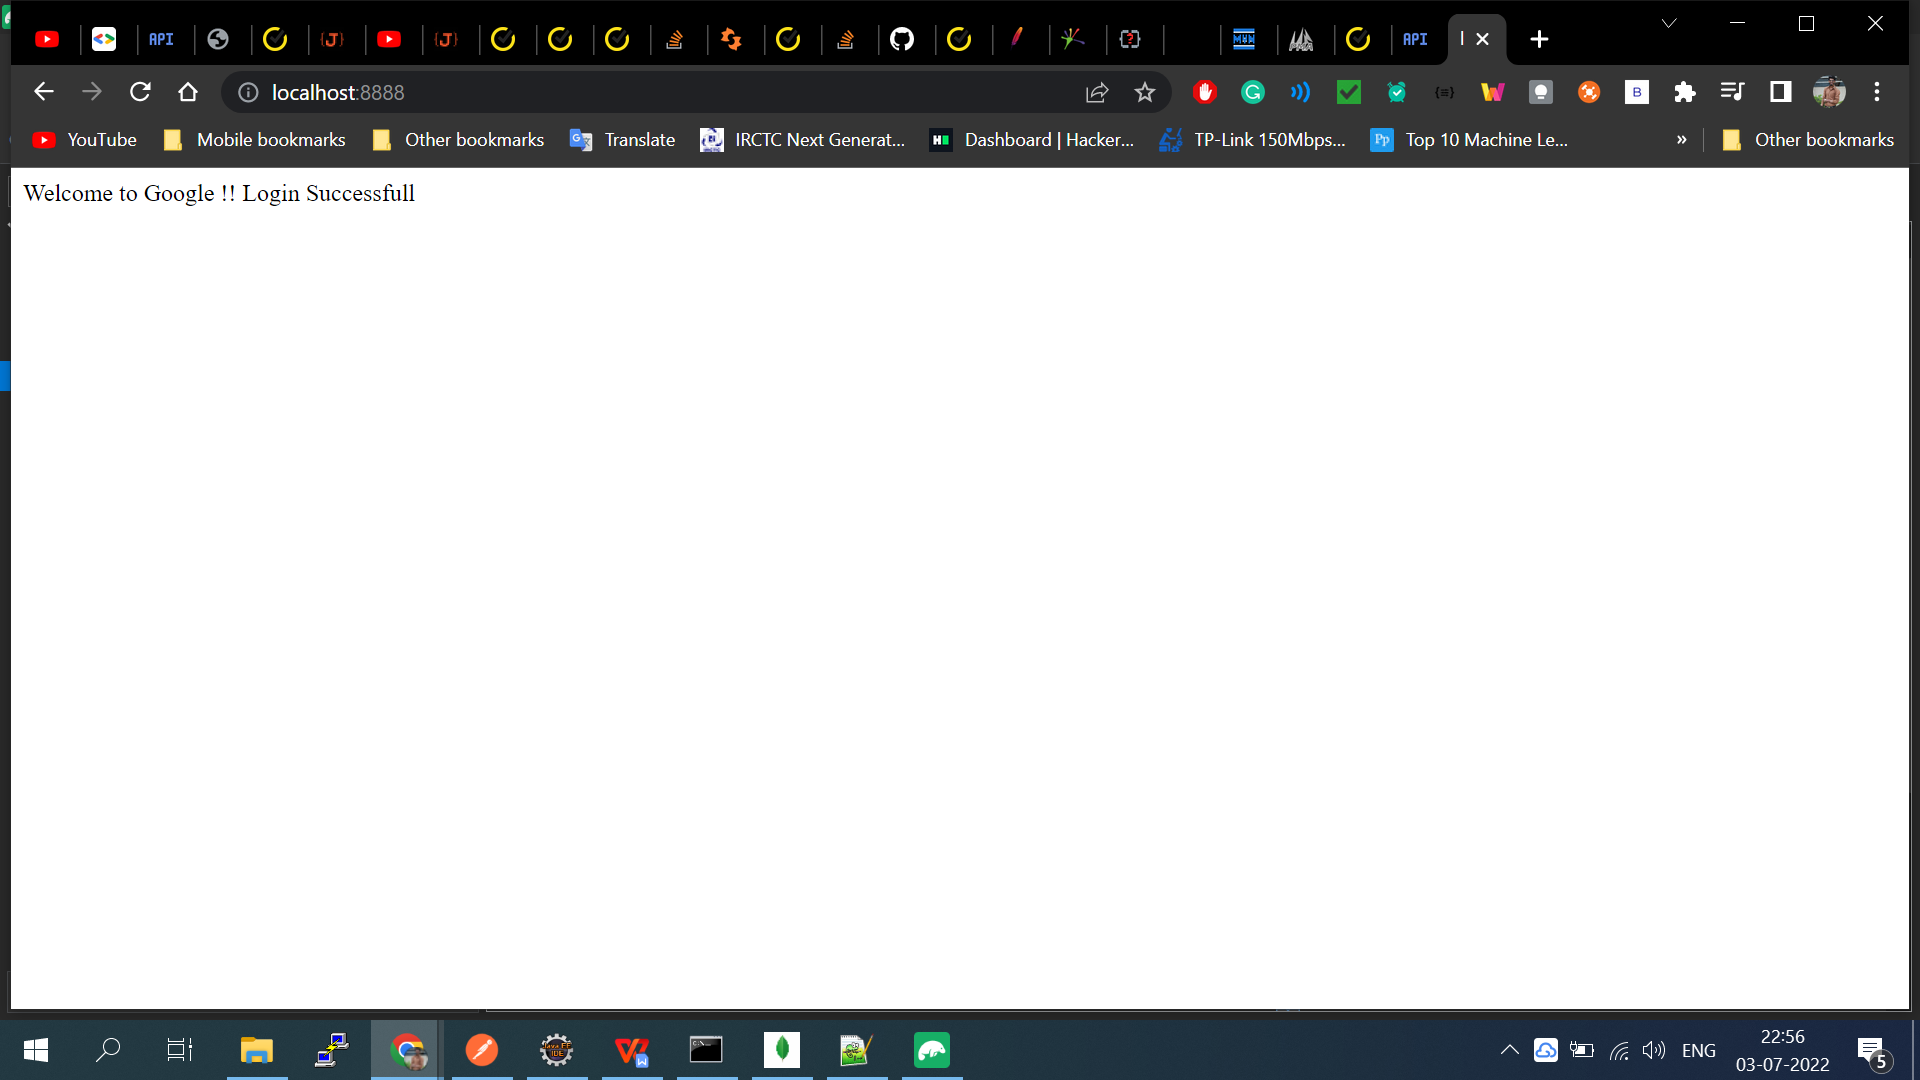 API {J} {J} API
localhost:8888
YouTube Mobile bookmarks Other bookmarks Translate IRCTC Next Generat... Dashboard | Hacker... TP-Link 150Mbps... Top 10 Machine Le... » Other bookmarks
Welcome to Google !! Login Successfull
ENG
22:56
03-07-2022
5